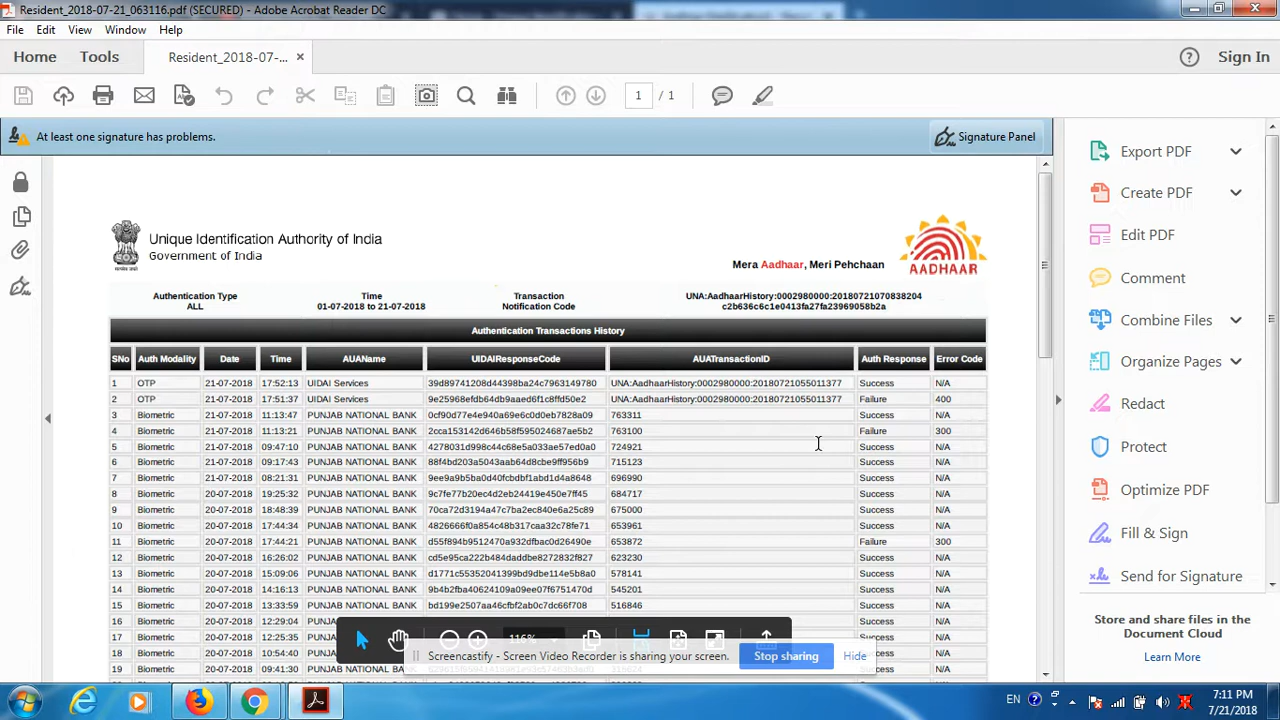 Resident_2018-07-21_063116.pdf (SECURED) - Adobe Acrobat Reader DC
File Edit View Window Help
Home Tools Resident_2018-07-... × Sign In
1 / 1
At least one signature has problems. Signature Panel
Unique Identification Authority of India
Government of India
Mera Aadhaar, Meri Pehchaan
AADHAAR
Authentication Type Time Transaction UNA:AadhaarHistory:0002980000:20180721070838204
ALL 01-07-2018 to 21-07-2018 Notification Code c2b636c6c1e0413fa27fa23969058b2a
Authentication Transactions History
SNo Auth Modality Date Time AUAName UIDAIResponseCode AUATransactionID Auth Response Error Code
1 OTP 21-07-2018 17:52:13 UIDAI Services 39d89741208d44398ba24c7963149780 UNA:AadhaarHistory:0002980000:20180721055011377 Success N/A
2 OTP 21-07-2018 17:51:37 UIDAI Services 9e25968efdb64db9aaed6f1c8ffd50e2 UNA:AadhaarHistory:0002980000:20180721055011377 Failure 400
3 Biometric 21-07-2018 11:13:47 PUNJAB NATIONAL BANK 0cf90d77e4e940a69e6c0d0eb7828a09 763311 Success N/A
4 Biometric 21-07-2018 11:13:21 PUNJAB NATIONAL BANK 2cca153142d646b58f595024687ae5b2 763100 Failure 300
5 Biometric 21-07-2018 09:47:10 PUNJAB NATIONAL BANK 4278031d998c44c68e5a033ae57ed0a0 724921 Success N/A
6 Biometric 21-07-2018 09:17:43 PUNJAB NATIONAL BANK 88f4bd203a5043aab64d8cbe9ff956b9 715123 Success N/A
7 Biometric 21-07-2018 08:21:31 PUNJAB NATIONAL BANK 9ee9a9b5ba0d40fcbdbf1abd1d4a8648 696990 Success N/A
8 Biometric 20-07-2018 19:25:32 PUNJAB NATIONAL BANK 9c7fe77b20ec4d2eb24419e450e7ff45 684717 Success N/A
9 Biometric 20-07-2018 18:48:39 PUNJAB NATIONAL BANK 70ca72d3194a47c7ba2ec840e6a25c89 675000 Success N/A
10 Biometric 20-07-2018 17:44:34 PUNJAB NATIONAL BANK 4826666f0a854c48b317caa32c78fe71 653961 Success N/A
11 Biometric 20-07-2018 17:44:21 PUNJAB NATIONAL BANK d55f894b9512470a932dfbac0d26490e 653872 Failure 300
12 Biometric 20-07-2018 16:26:02 PUNJAB NATIONAL BANK cd5e95ca222b484daddbe8272832f827 623230 Success N/A
13 Biometric 20-07-2018 15:09:06 PUNJAB NATIONAL BANK d1771c55352041399bd9dbe114e5b8a0 578141 Success N/A
14 Biometric 20-07-2018 14:16:13 PUNJAB NATIONAL BANK 9b4b2fba40624109a09ee07f6751470d 545201 Success N/A
15 Biometric 20-07-2018 13:33:59 PUNJAB NATIONAL BANK bd199e2507aa46cfbf2ab0c7dc66f708 516846 Success N/A
16 Biometric 20-07-2018 12:29:04 Success N/A
17 Biometric 20-07-2018 12:25:35 Success N/A
18 Biometric 20-07-2018 10:54:40 Success N/A
19 Biometric 20-07-2018 09:41:30 Success N/A
116%
Screencastify - Screen Video Recorder is sharing your screen. Stop sharing Hide
Export PDF
Create PDF
Edit PDF
Comment
Combine Files
Organize Pages
Redact
Protect
Optimize PDF
Fill & Sign
Send for Signature
Store and share files in the
Document Cloud
Learn More
EN 7:11 PM
7/21/2018